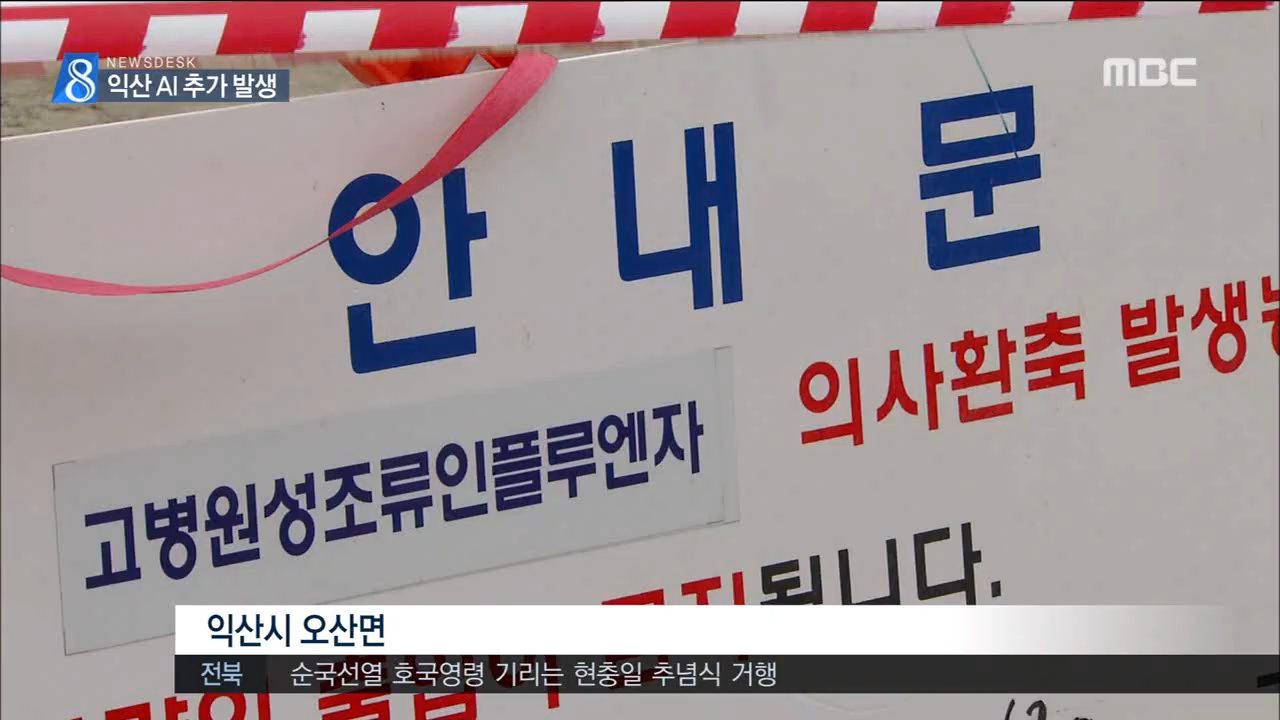 NEWSDESK
8 익산 AI 추가 발생
MBC
안내문
고병원성조류인플루엔자 의사환축 발생
됩니다.
익산시 오산면
전북 순국선열 호국영령 기리는 현충일 추념식 거행